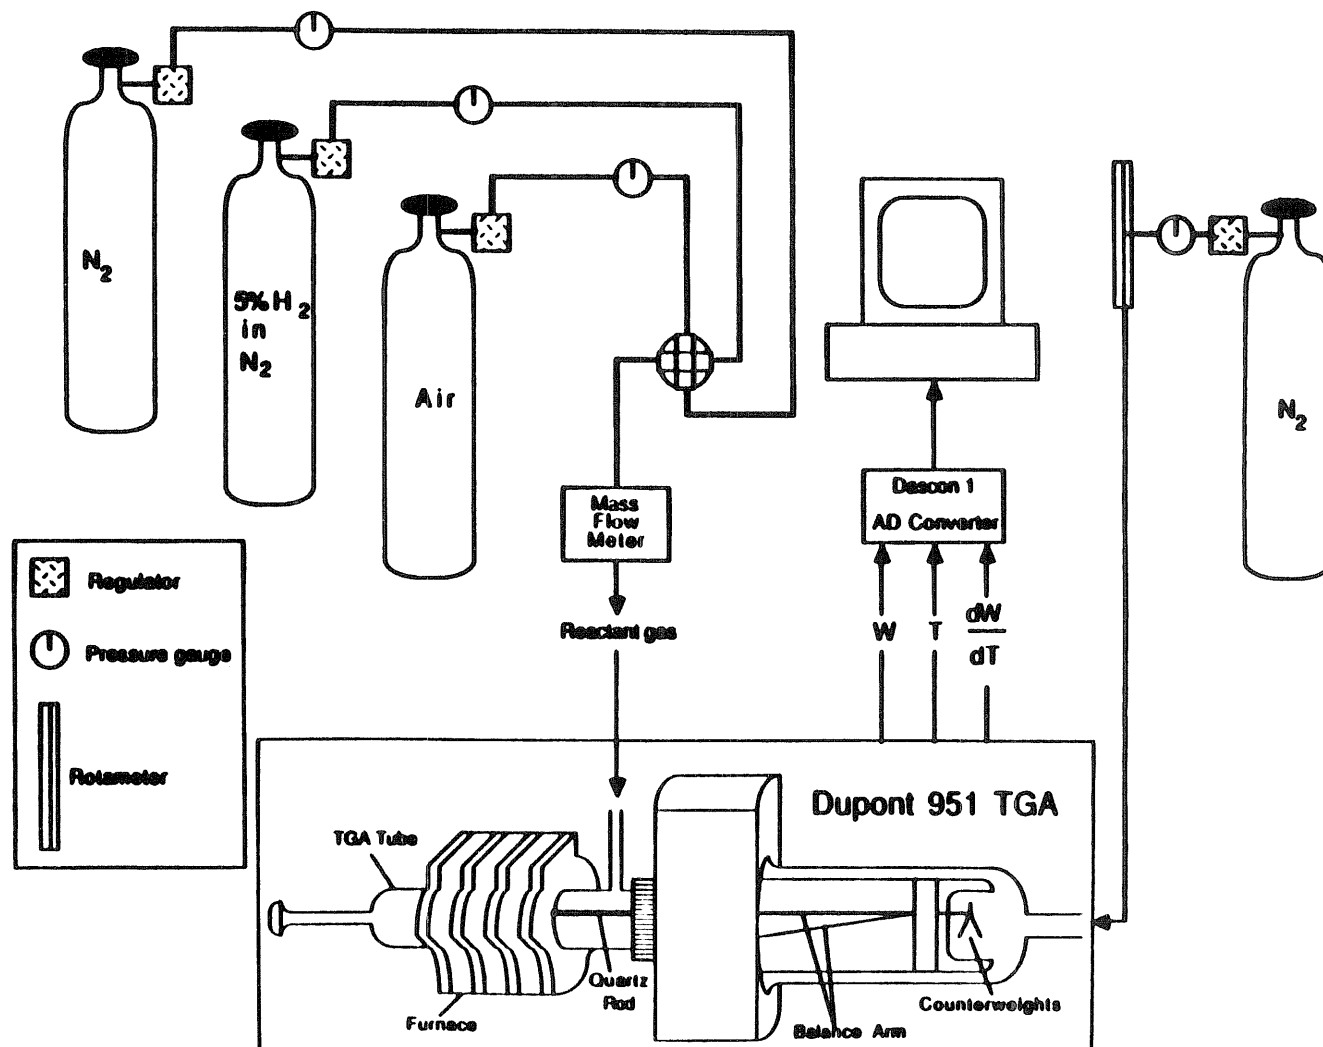 N2
5% H2
in
N2
Air
N2
Mass
Flow
Meter
Dascon 1
AD Converter
Reactant gas
W
T
dW
dT
Regulator
Pressure gauge
Rotameter
Dupont 951 TGA
TGA Tube
Quartz
Rod
Furnace
Balance Arm
Counterweights